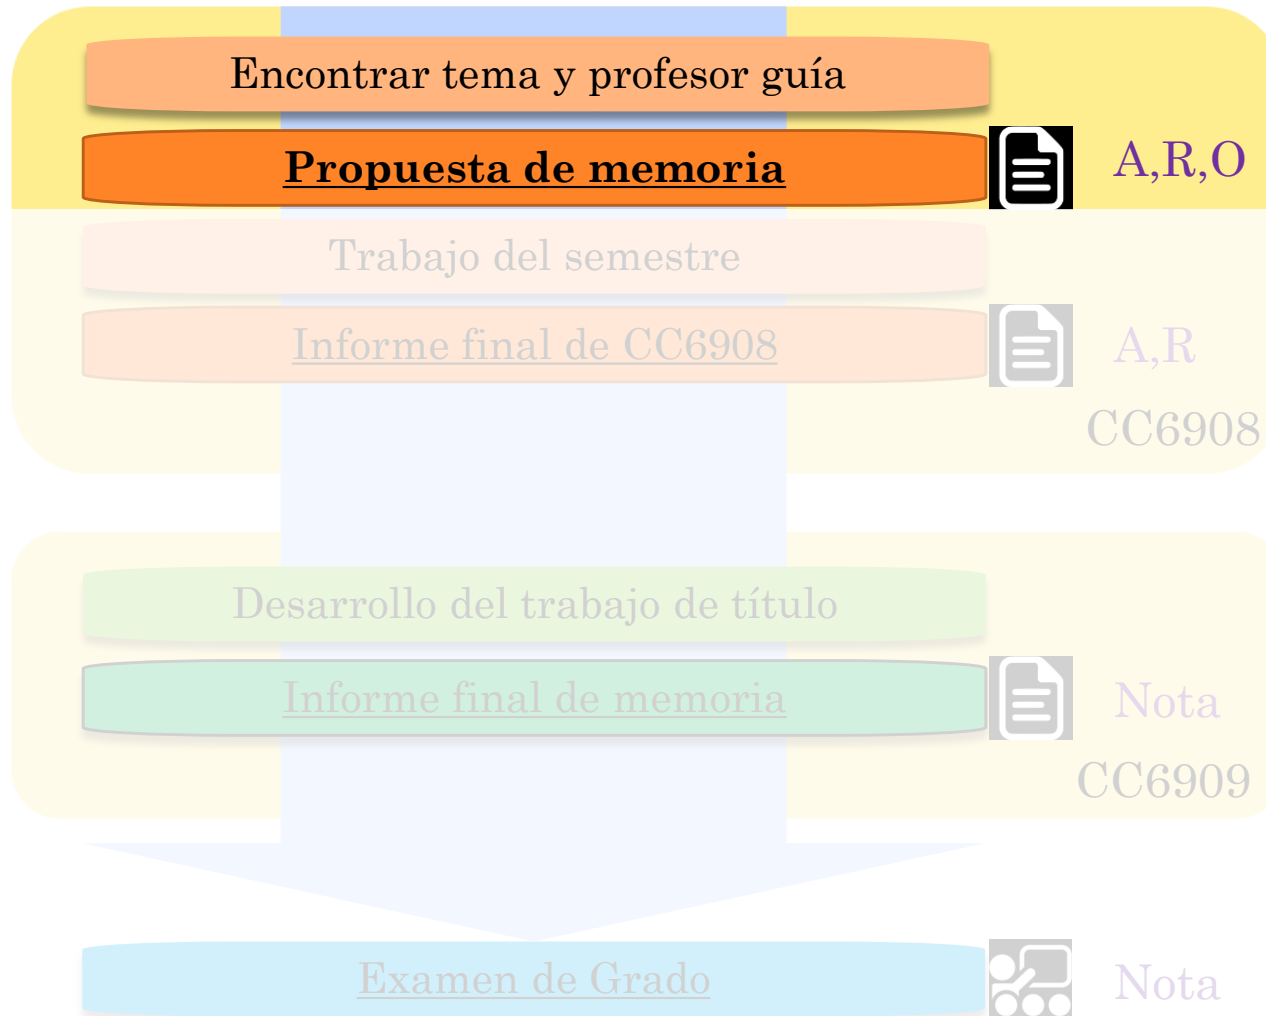 Encontrar tema y profesor guía
Propuesta de memoria
A,R,O
Trabajo del semestre
Informe final de CC6908
A,R
CC6908
Desarrollo del trabajo de título
Informe final de memoria
Nota
CC6909
Examen de Grado
Nota